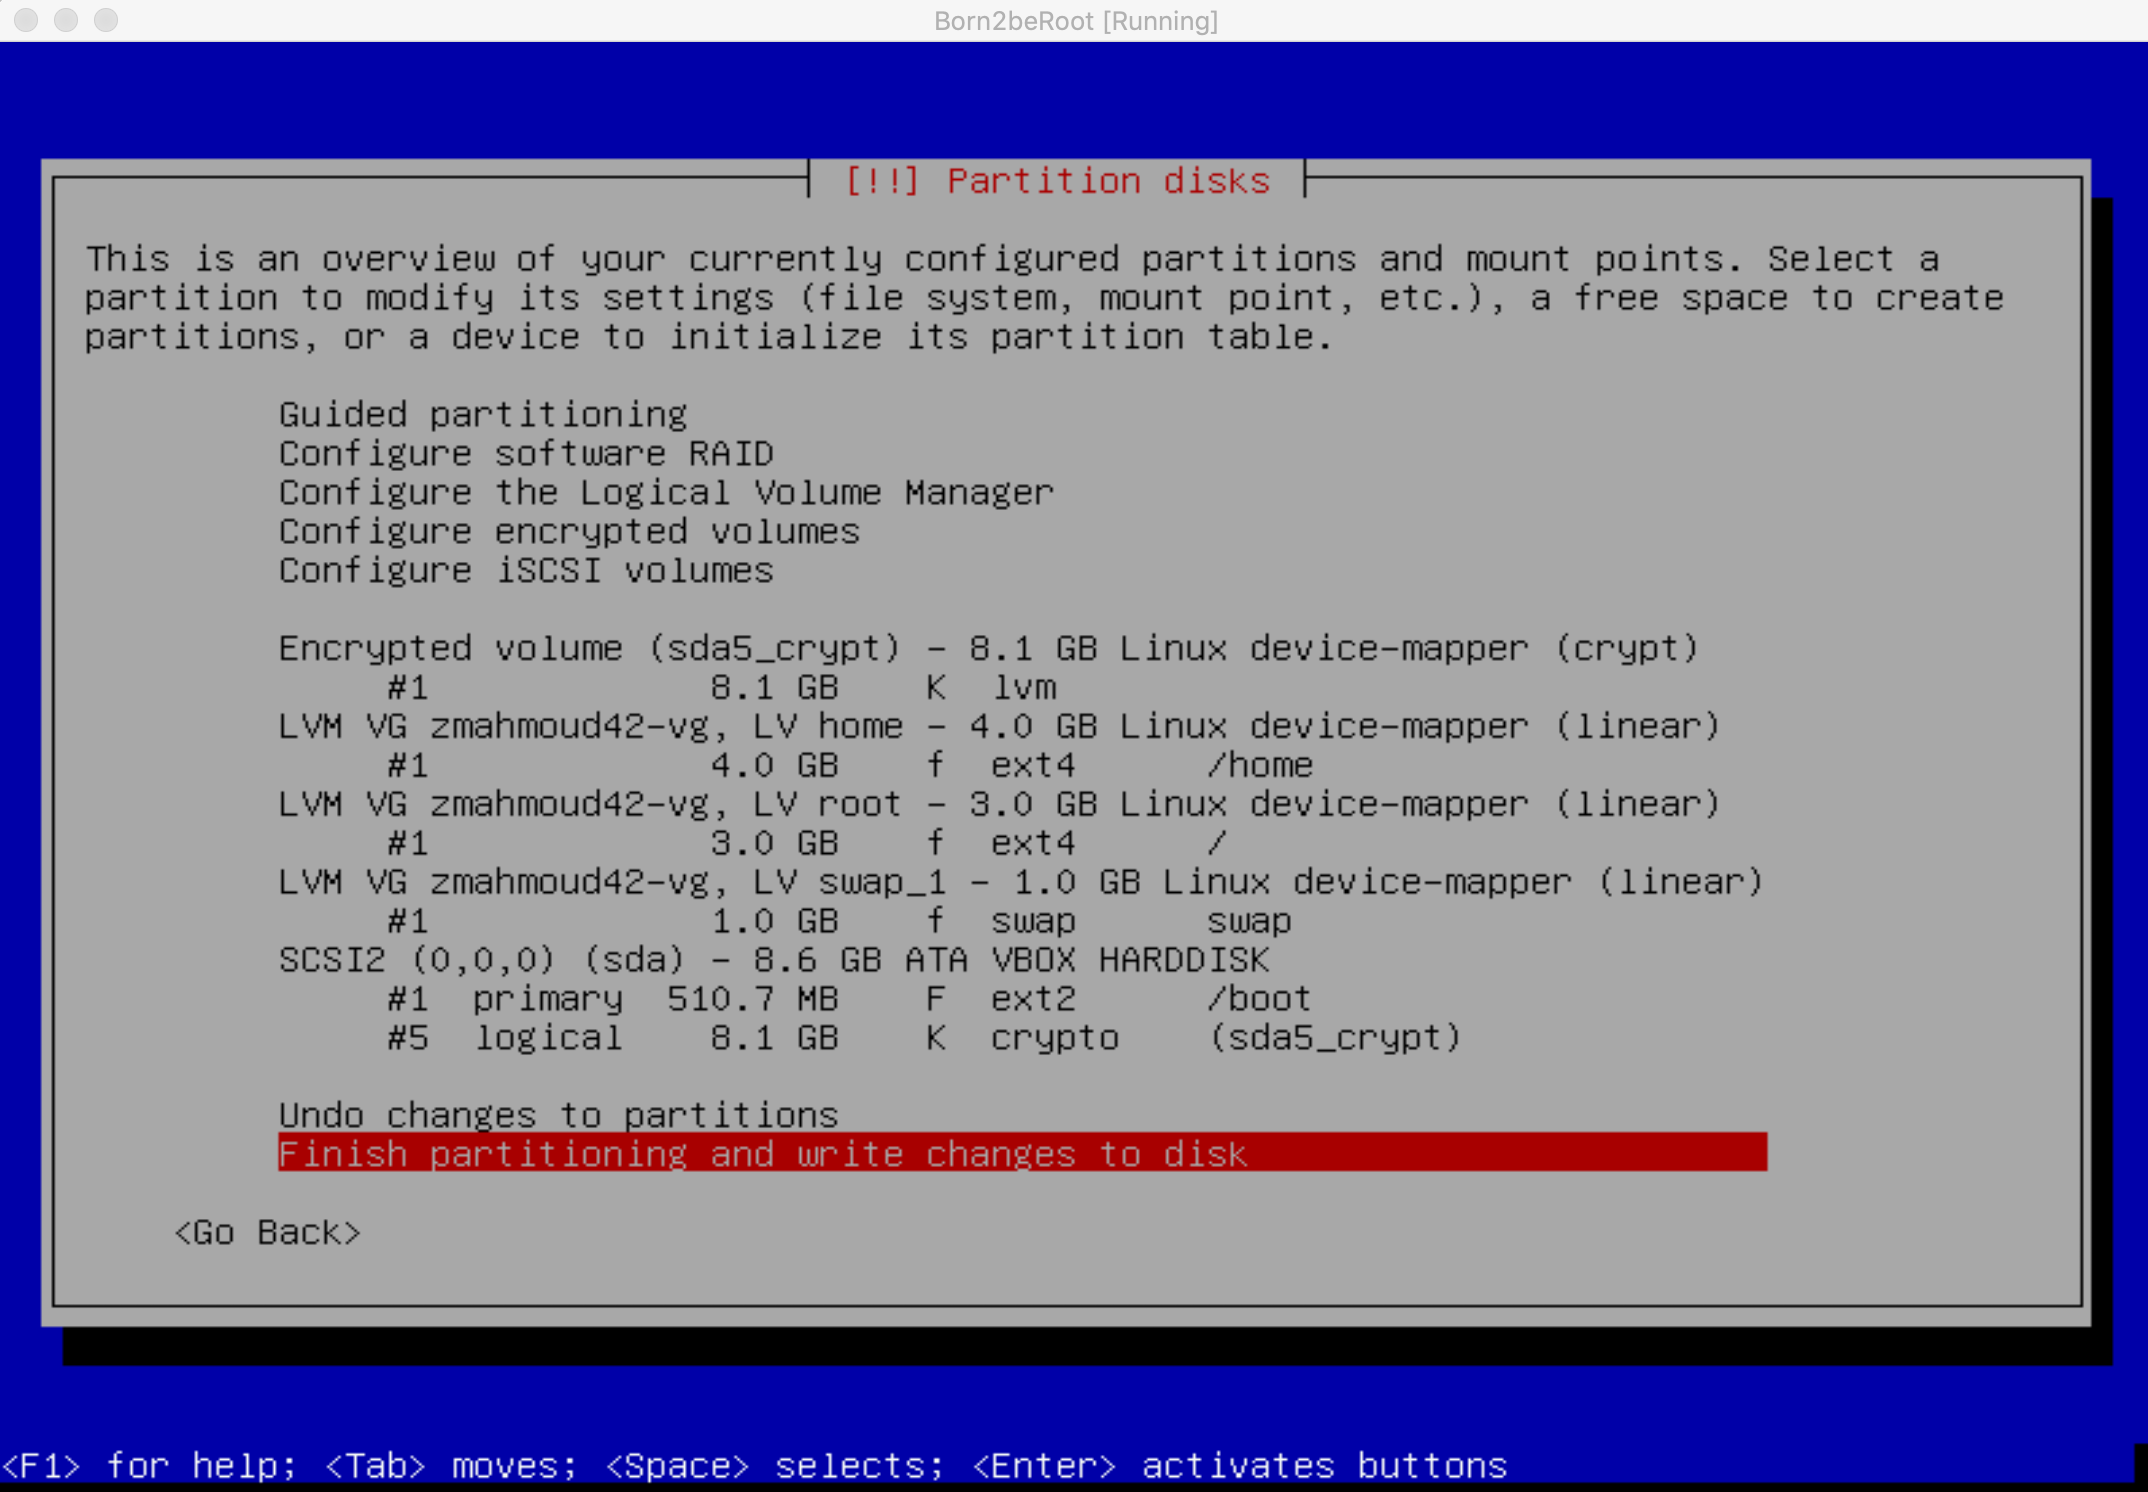 Born2beRoot [Running]
[!!] Partition disks
This is an overview of your currently configured partitions and mount points. Select a
partition to modify its settings (file system, mount point, etc.), a free space to create
partitions, or a device to initialize its partition table.
Guided partitioning
Configure software RAID
Configure the Logical Volume Manager
Configure encrypted volumes
Configure iSCSI volumes
Encrypted volume (sda5_crypt) - 8.1 GB Linux device-mapper (crypt)
#1 8.1 GB K lvm
LVM VG zmahmoud42-vg, LV home - 4.0 GB Linux device-mapper (linear)
#1 4.0 GB f ext4 /home
LVM VG zmahmoud42-vg, LV root - 3.0 GB Linux device-mapper (linear)
#1 3.0 GB f ext4 /
LVM VG zmahmoud42-vg, LV swap_1 - 1.0 GB Linux device-mapper (linear)
#1 1.0 GB f swap swap
SCSI2 (0,0,0) (sda) - 8.6 GB ATA VBOX HARDDISK
#1 primary 510.7 MB F ext2 /boot
#5 logical 8.1 GB K crypto (sda5_crypt)
Undo changes to partitions
Finish partitioning and write changes to disk
<Go Back>
<F1> for help; <Tab> moves; <Space> selects; <Enter> activates buttons